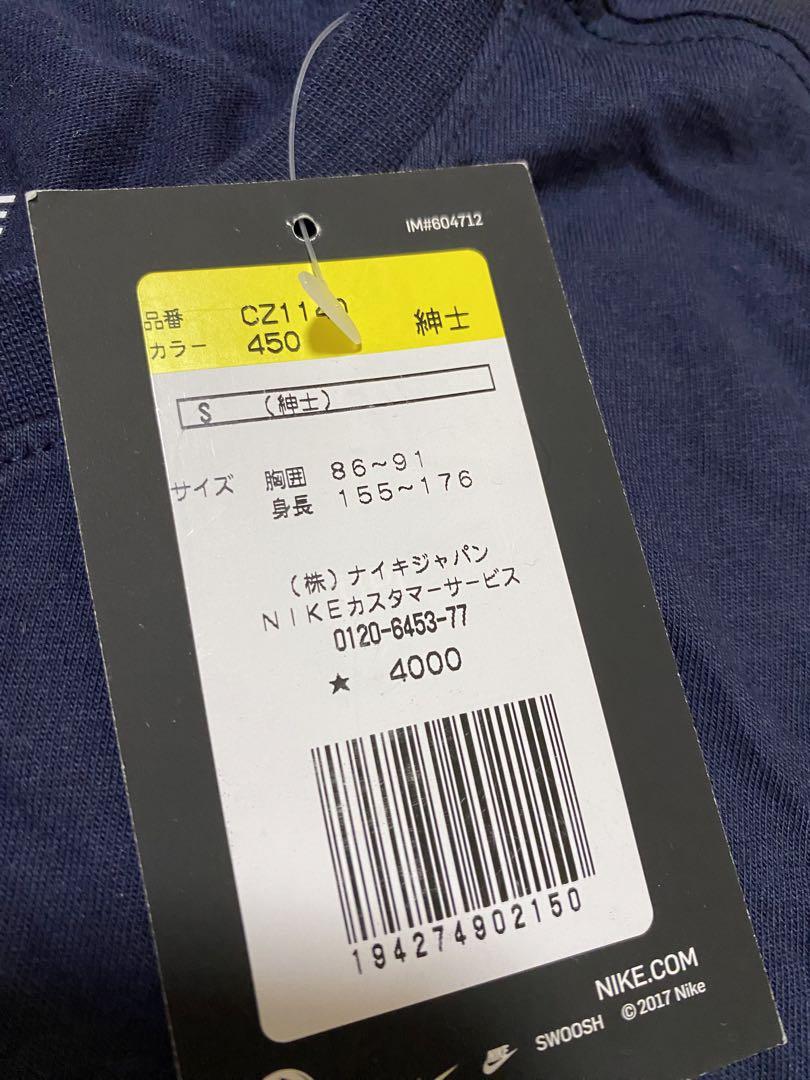 IM#604712
品番
カラー 450 紳士
S (紳士)
サイズ 胸囲 86~91
身長 155~176
(株)ナイキジャパン
NIKEカスタマーサービス
0120-6453-77
★ 4000
194274902150
NIKE.COM
NIKE SWOOSH ©2017 Nike